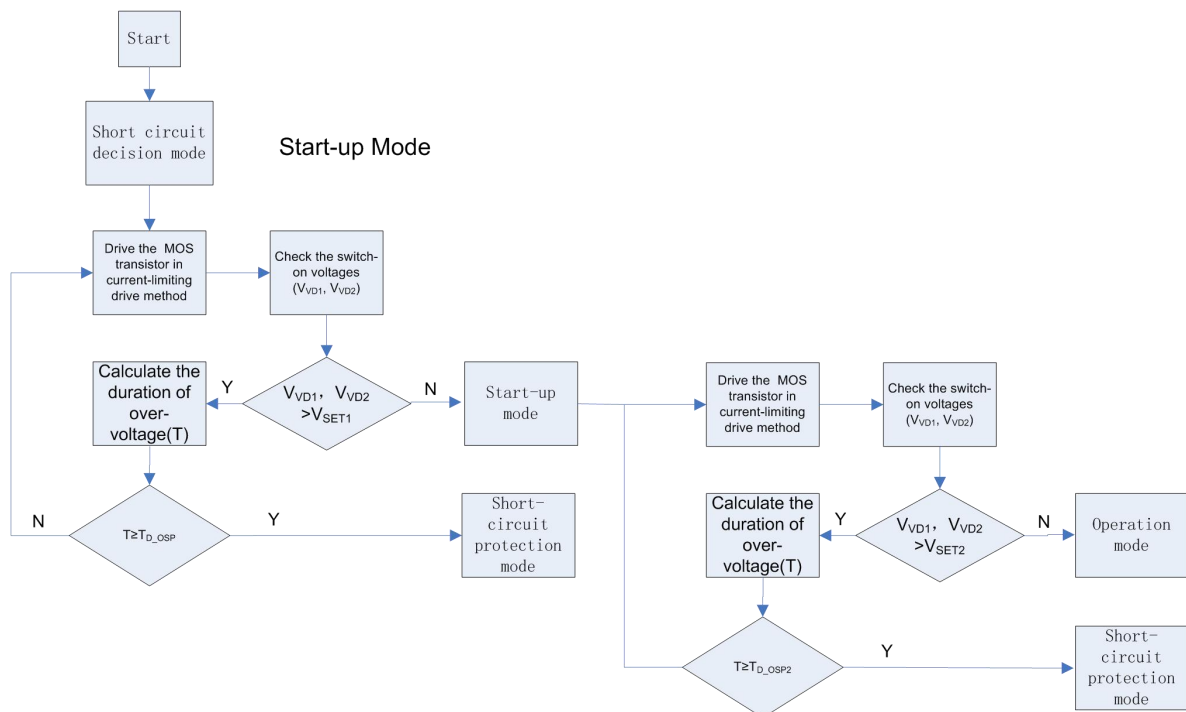 Start
Short circuit
decision mode
Start-up Mode
Drive the MOS
transistor in
current-limiting
drive method
Check the switch-
on voltages
(VVD1, VVD2)
VVD1, VVD2
>VSET1
Y
N
Calculate the
duration of
over-
voltage(T)
Start-up
mode
T≥TD_OSP
N
Y
Short-
circuit
protection
mode
Drive the MOS
transistor in
current-limiting
drive method
Check the switch-
on voltages
(VVD1, VVD2)
VVD1, VVD2
>VSET2
Y
N
Calculate the
duration of
over-
voltage(T)
Operation
mode
T≥TD_OSP2
Y
Short-
circuit
protection
mode